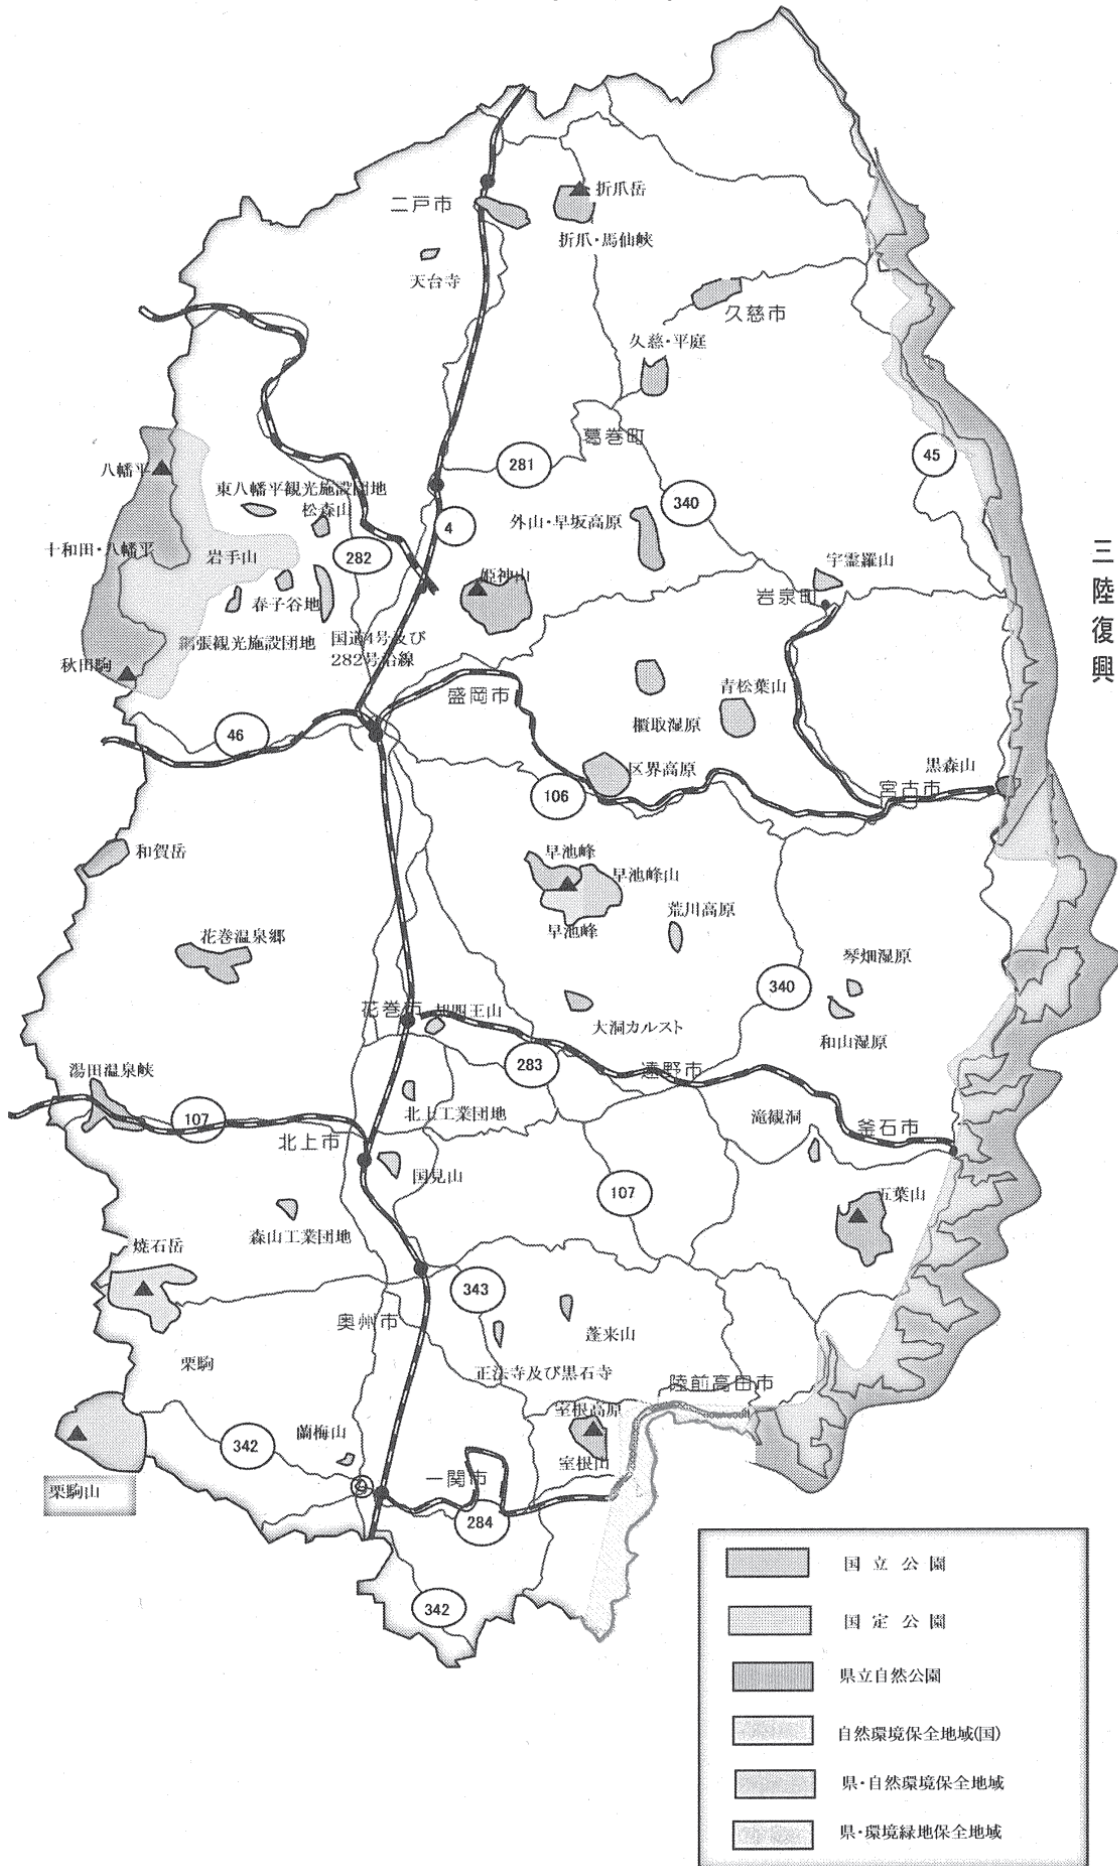 折爪岳
二戸市
折爪・馬仙峡
天台寺
久慈市
久慈・平庭
葛巻町
45
八幡平
281
東八幡平観光施設団地
松森山
340
4
外山・早坂高原
282
十和田・八幡平
岩手山
姫神山
宇霊羅山
岩泉町
春子谷地
網張観光施設団地
国道4号及び
282号沿線
秋田駒
三陸復興
盛岡市
青松葉山
櫃取湿原
46
区界高原
黒森山
宮古市
106
和賀岳
早池峰
早池峰山
荒川高原
早池峰
花巻温泉郷
琴畑湿原
340
花巻市
胡四王山
大洞カルスト
和山湿原
283
遠野市
湯田温泉峡
北上工業団地
滝観洞
釜石市
107
北上市
国見山
107
五葉山
森山工業団地
焼石岳
343
奥州市
蓬来山
栗駒
正法寺及び黒石寺
陸前高田市
室根高原
蘭梅山
342
一関市
室根山
栗駒山
284
342
国立公園
国定公園
県立自然公園
自然環境保全地域(国)
県・自然環境保全地域
県・環境緑地保全地域